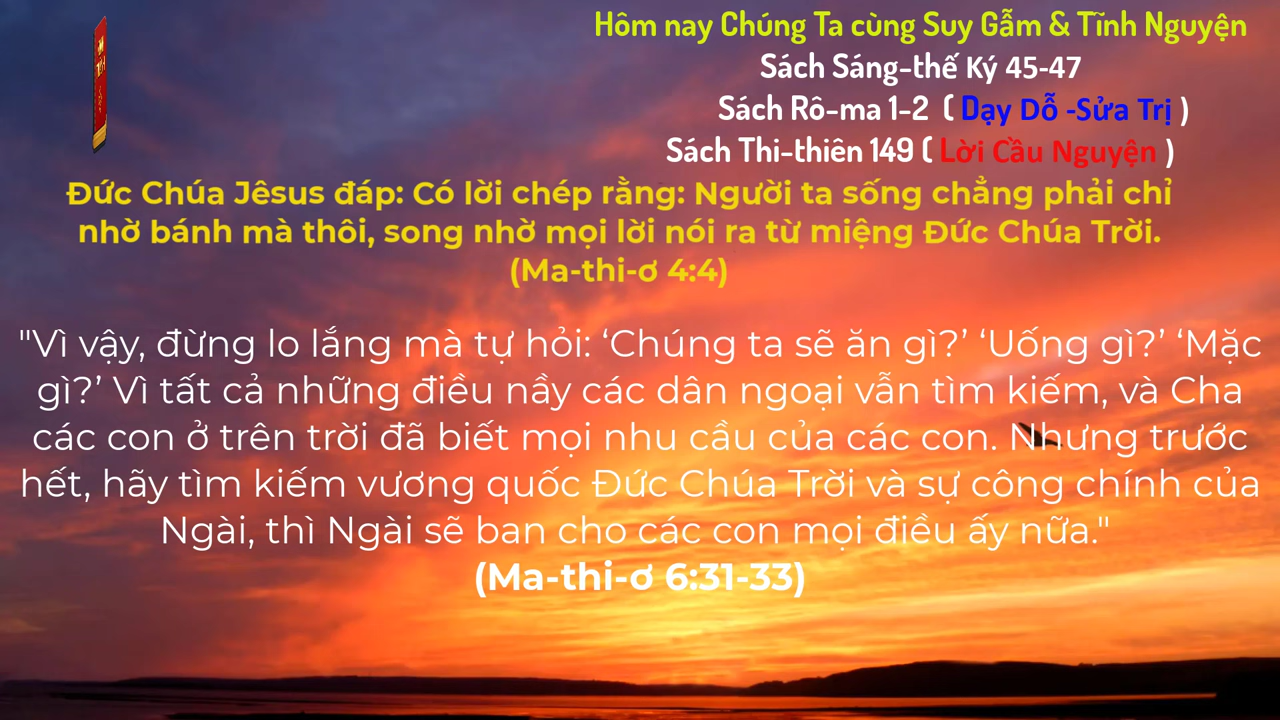 Hôm nay Chúng Ta cùng Suy Gẫm & Tĩnh Nguyện
Sách Sáng-thế Ký 45-47
Sách Rô-ma 1-2 ( Dạy Dỗ -Sửa Trị )
Sách Thi-thiên 149 ( Lời Cầu Nguyện )
Đức Chúa Jêsus đáp: Có lời chép rằng: Người ta sống chẳng phải chỉ
nhờ bánh mà thôi, song nhờ mọi lời nói ra từ miệng Đức Chúa Trời.
(Ma-thi-ơ 4:4)
"Vì vậy, đừng lo lắng mà tự hỏi: ‘Chúng ta sẽ ăn gì?’ ‘Uống gì?’ ‘Mặc
gì?’ Vì tất cả những điều nầy các dân ngoại vẫn tìm kiếm, và Cha
các con ở trên trời đã biết mọi nhu cầu của các con. Nhưng trước
hết, hãy tìm kiếm vương quốc Đức Chúa Trời và sự công chính của
Ngài, thì Ngài sẽ ban cho các con mọi điều ấy nữa."
(Ma-thi-ơ 6:31-33)